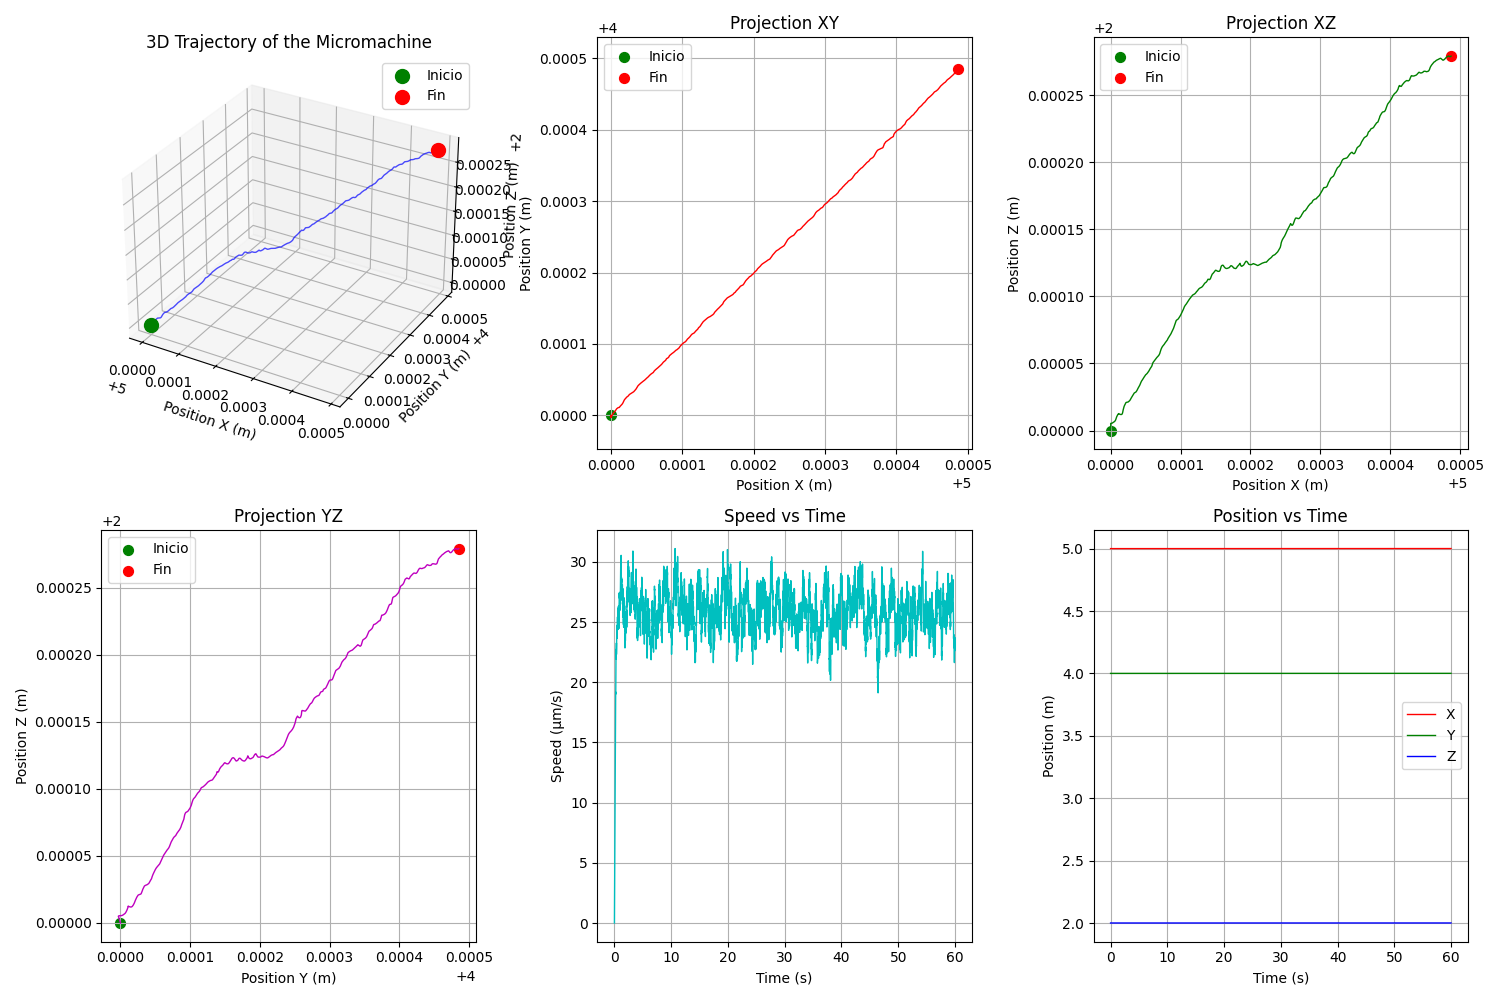 3D Trajectory of the Micromachine
Inicio
Fin
+2
0.00025
0.00020
0.00015
0.00010
0.00005
0.00000
Position Z (m)
0.0005
0.0004
0.0003
0.0002
0.0001
0.0000
+4
Position Y (m)
0.0000
0.0001
0.0002
0.0003
0.0004
0.0005
+5
Position X (m)
Projection XY
+4
Inicio
Fin
0.0005
0.0004
0.0003
0.0002
0.0001
0.0000
Position Y (m)
0.0000 0.0001 0.0002 0.0003 0.0004 0.0005
+5
Position X (m)
Projection XZ
+2
Inicio
Fin
0.00025
0.00020
0.00015
0.00010
0.00005
0.00000
Position Z (m)
0.0000 0.0001 0.0002 0.0003 0.0004 0.0005
+5
Position X (m)
Projection YZ
+2
Inicio
Fin
0.00025
0.00020
0.00015
0.00010
0.00005
0.00000
Position Z (m)
0.0000 0.0001 0.0002 0.0003 0.0004 0.0005
+4
Position Y (m)
Speed vs Time
30
25
20
15
10
5
0
Speed (μm/s)
0 10 20 30 40 50 60
Time (s)
Position vs Time
5.0
4.5
4.0
3.5
3.0
2.5
2.0
Position (m)
X
Y
Z
0 10 20 30 40 50 60
Time (s)